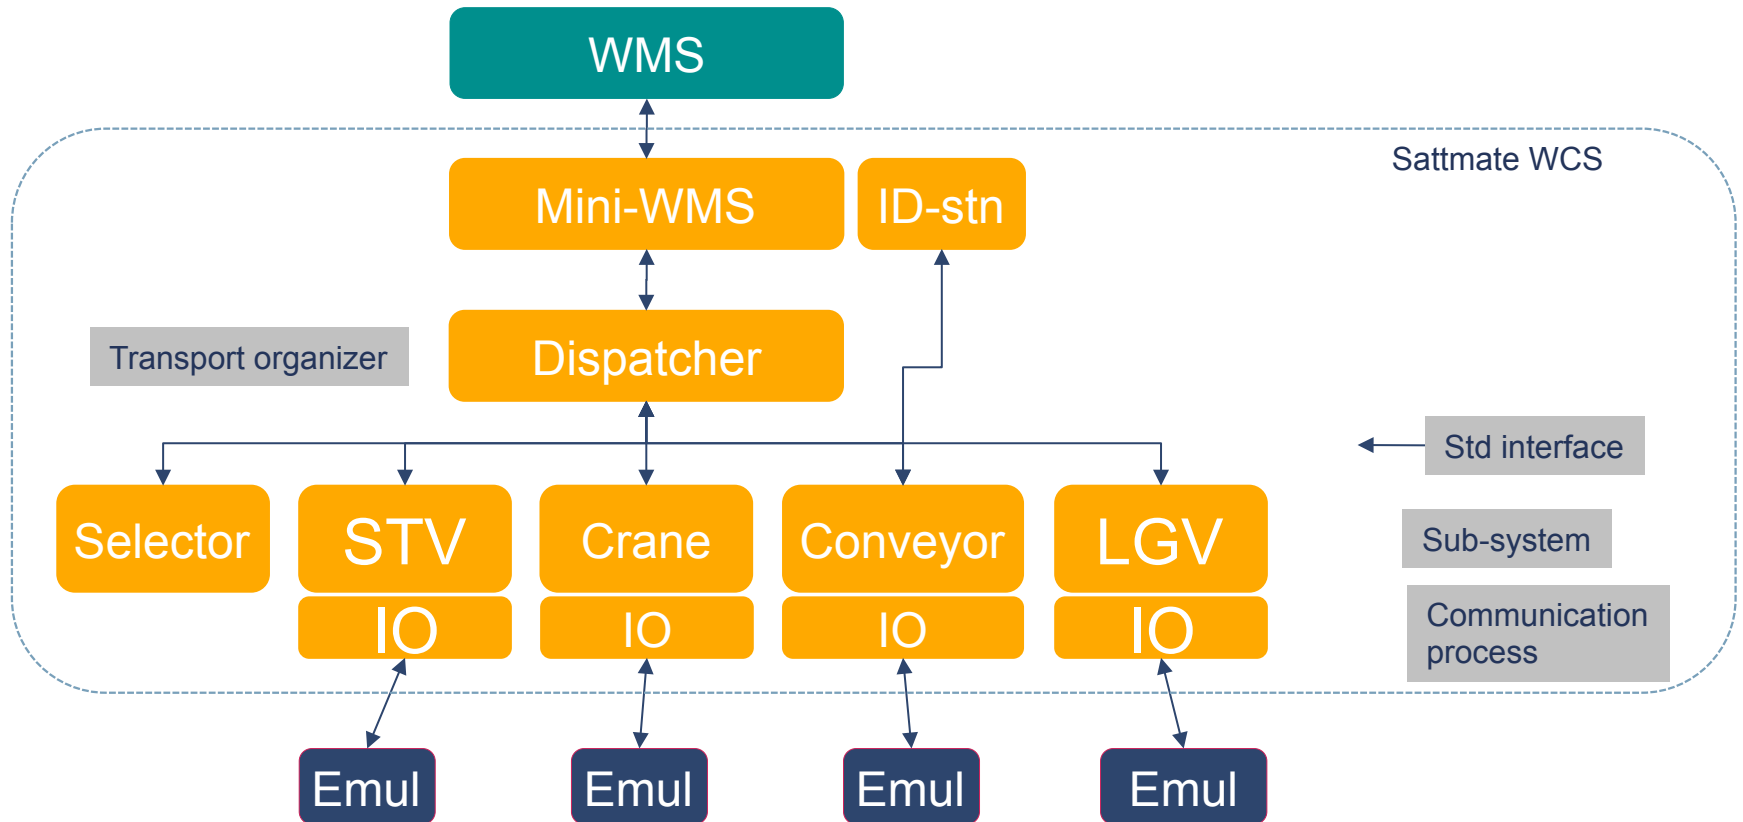 WMS
Sattmate WCS
Mini-WMS
ID-stn
Transport organizer
Dispatcher
Std interface
Selector
STV
Crane
Conveyor
LGV
Sub-system
IO
IO
IO
IO
Communication
process
Emul
Emul
Emul
Emul